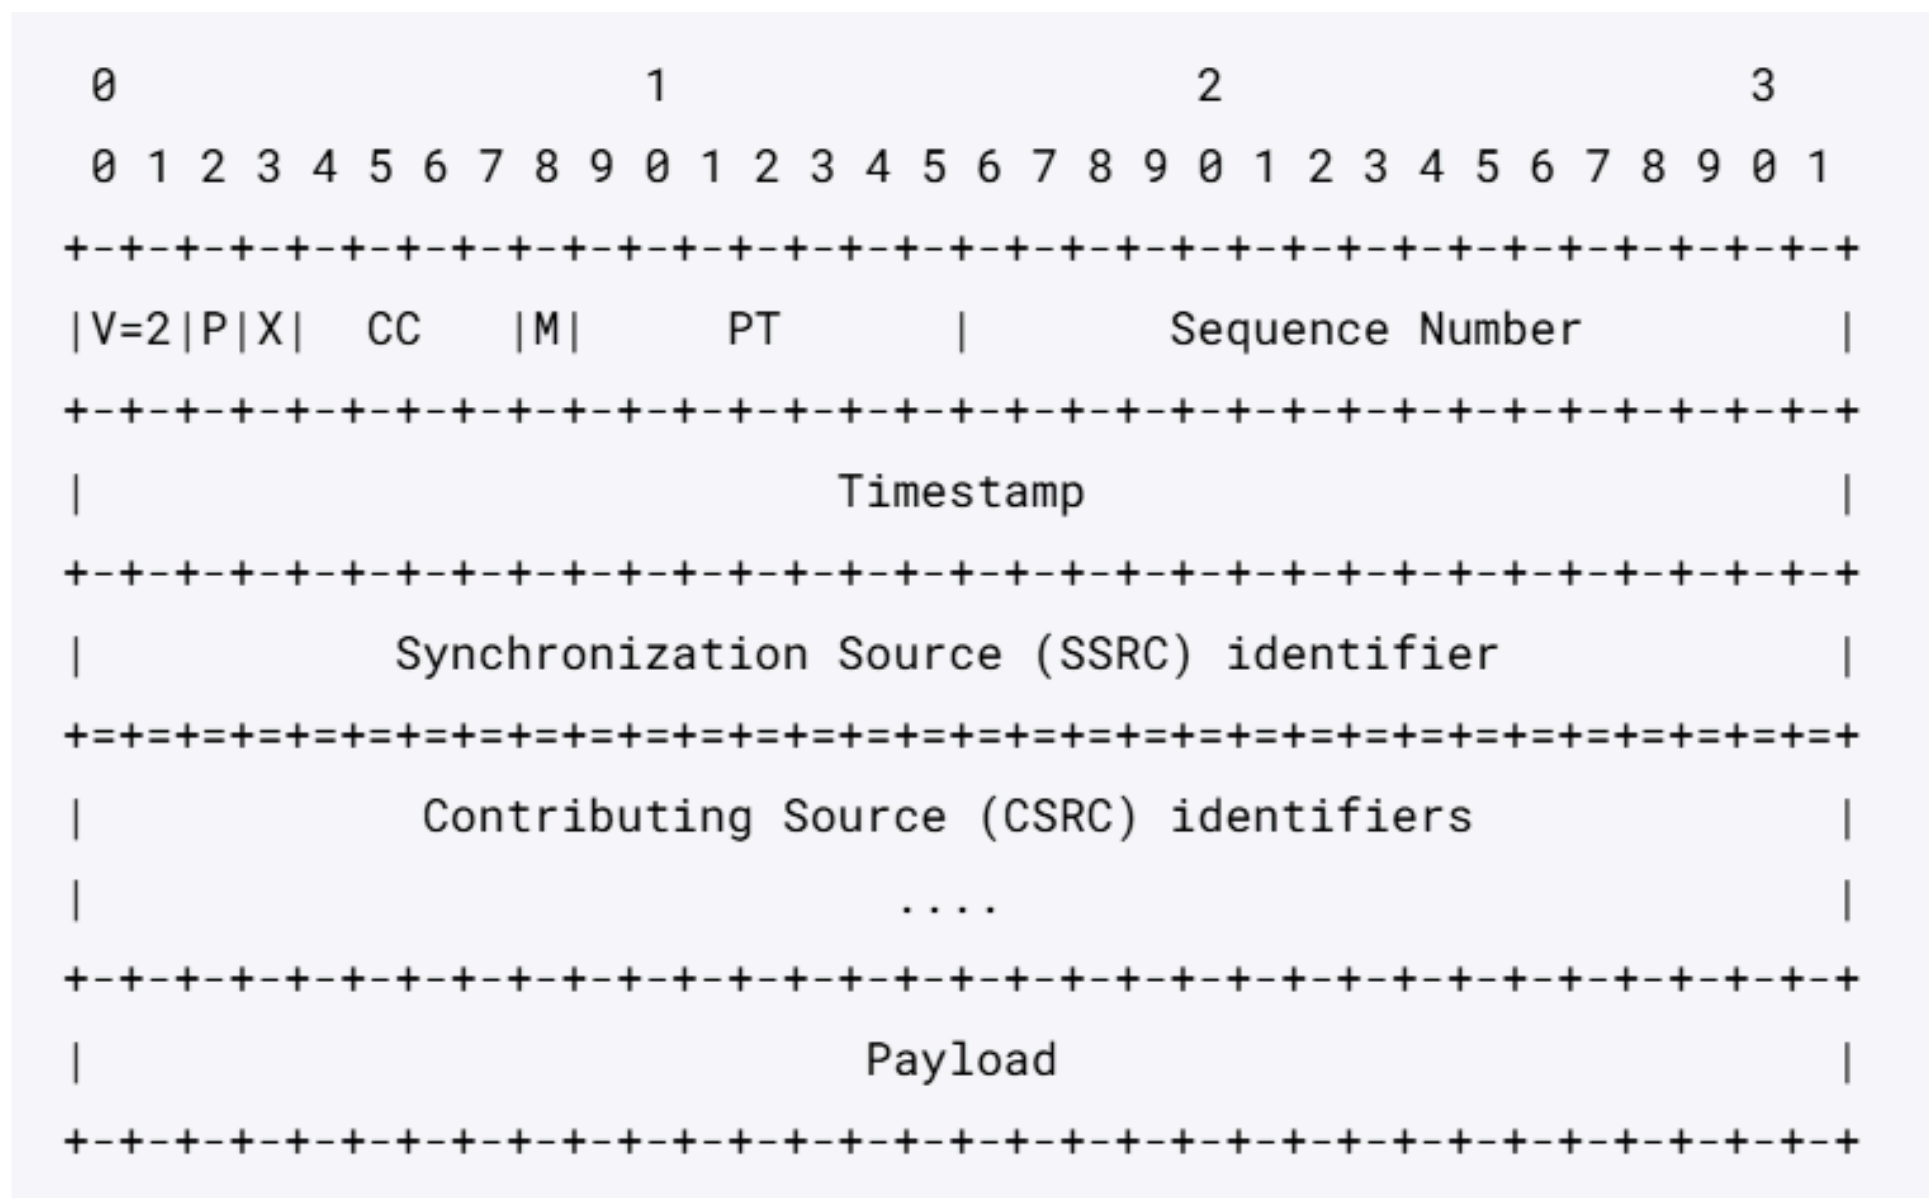 0                   1                   2                   3
 0 1 2 3 4 5 6 7 8 9 0 1 2 3 4 5 6 7 8 9 0 1 2 3 4 5 6 7 8 9 0 1
+-+-+-+-+-+-+-+-+-+-+-+-+-+-+-+-+-+-+-+-+-+-+-+-+-+-+-+-+-+-+-+-+
|V=2|P|X|  CC   |M|     PT      |       Sequence Number         |
+-+-+-+-+-+-+-+-+-+-+-+-+-+-+-+-+-+-+-+-+-+-+-+-+-+-+-+-+-+-+-+-+
|                           Timestamp                           |
+-+-+-+-+-+-+-+-+-+-+-+-+-+-+-+-+-+-+-+-+-+-+-+-+-+-+-+-+-+-+-+-+
|           Synchronization Source (SSRC) identifier            |
+=+=+=+=+=+=+=+=+=+=+=+=+=+=+=+=+=+=+=+=+=+=+=+=+=+=+=+=+=+=+=+=+
|            Contributing Source (CSRC) identifiers             |
|                             ....                              |
+-+-+-+-+-+-+-+-+-+-+-+-+-+-+-+-+-+-+-+-+-+-+-+-+-+-+-+-+-+-+-+-+
|                            Payload                            |
+-+-+-+-+-+-+-+-+-+-+-+-+-+-+-+-+-+-+-+-+-+-+-+-+-+-+-+-+-+-+-+-+